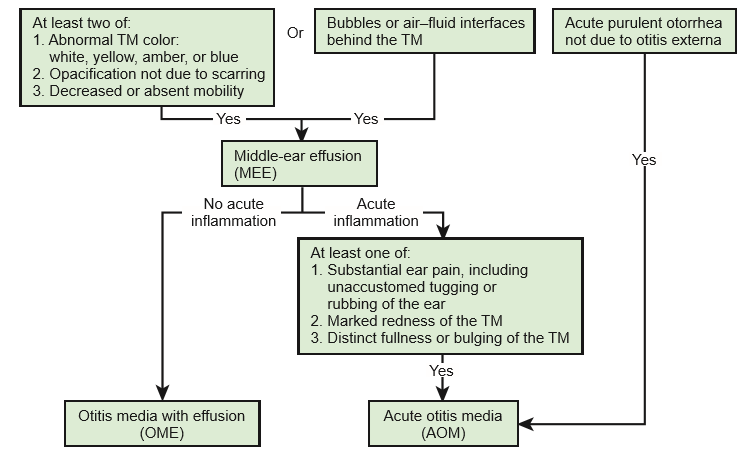 At least two of:
1. Abnormal TM color:
white, yellow, amber, or blue
2. Opacification not due to scarring
3. Decreased or absent mobility
Or
Bubbles or air–fluid interfaces
behind the TM
Acute purulent otorrhea
not due to otitis externa
Yes
Yes
Yes
Middle-ear effusion
(MEE)
No acute
inflammation
Acute
inflammation
At least one of:
1. Substantial ear pain, including
unaccustomed tugging or
rubbing of the ear
2. Marked redness of the TM
3. Distinct fullness or bulging of the TM
Yes
Otitis media with effusion
(OME)
Acute otitis media
(AOM)